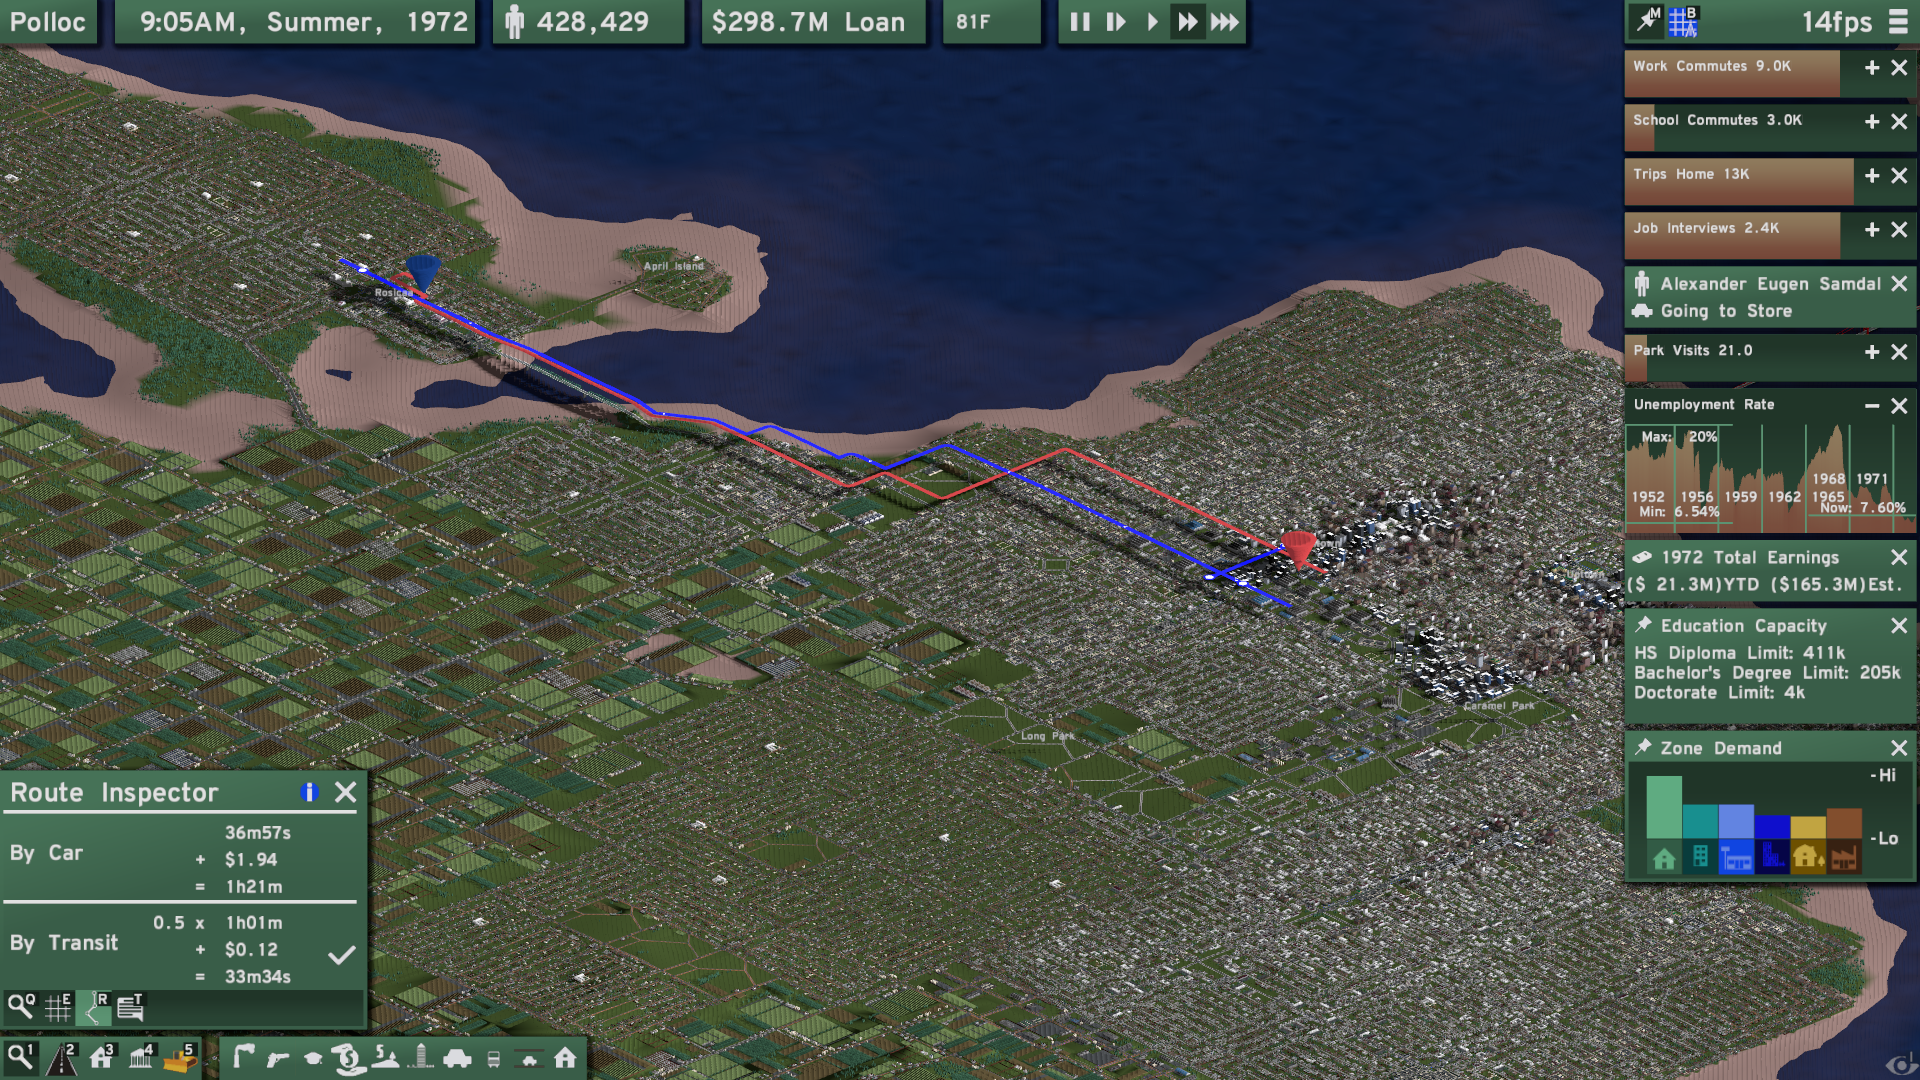 Polloc
9:05AM, Summer, 1972
428,429
$298.7M Loan
81F
M
B
14fps
Work Commutes 9.0K
School Commutes 3.0K
Trips Home 13K
Job Interviews 2.4K
Alexander Eugen Samdal
Going to Store
Park Visits 21.0
Unemployment Rate
Max: 20%
1968 1971
1952 1956 1959 1962 1965
Min: 6.54%
Now: 7.60%
1972 Total Earnings
($ 21.3M)YTD ($165.3M)Est.
Education Capacity
HS Diploma Limit: 411k
Bachelor's Degree Limit: 205k
Doctorate Limit: 4k
Zone Demand
-Hi
-Lo
April Island
Caramel Park
Long Park
Route Inspector
i
36m57s
By Car
+ $1.94
= 1h21m
0.5 x 1h01m
By Transit
+ $0.12
= 33m34s
Q
E
R
T
1
2
3
4
5